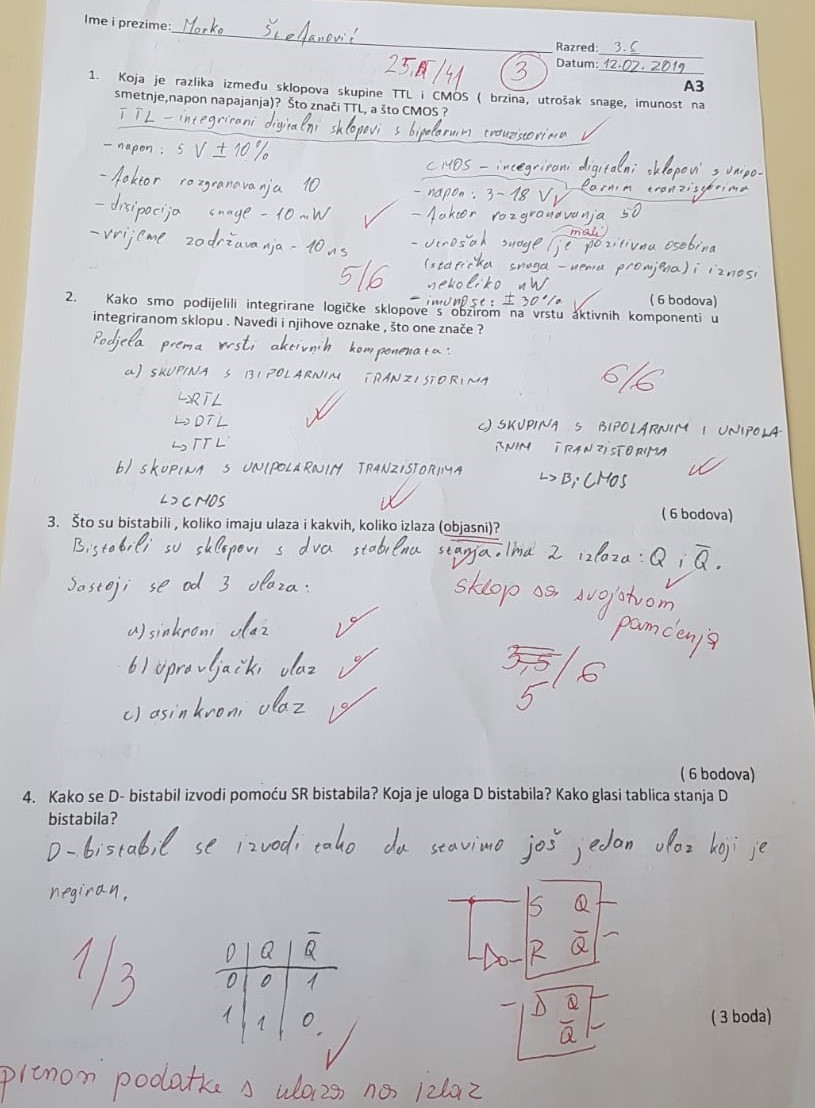 Ime i prezime: Marko Stefanović
Razred: 3.C
Datum: 12.02.2019
25,5/41 (3)
A3
1. Koja je razlika između sklopova skupine TTL i CMOS ( brzina, utrošak snage, imunost na
smetnje,napon napajanja)? Što znači TTL, a što CMOS ?
TTL - integrirani digitalni sklopovi s bipolarnim tranzistorima
- napon: 5 V ± 10%
- faktor razgranavanja 10
- disipacija snage - 10 mW
- vrijeme zadržavanja - 10 ns
5/6
CMOS - integrirani digitalni sklopovi s unipo-
larnim tranzistorima
- napon: 3-18 V
- faktor razgranavanja 50
mali
- utrošak snage je pozitivna osobina
(statička snaga - nema promjena) i iznosi
nekoliko nW
- imunost: ± 30%
( 6 bodova)
2. Kako smo podijelili integrirane logičke sklopove s obzirom na vrstu aktivnih komponenti u
integriranom sklopu . Navedi i njihove oznake , što one znače ?
Podjela prema vrsti aktivnih komponenata:
a) SKUPINA S BIPOLARNIM TRANZISTORIMA
↳RTL
↳DTL
↳TTL
6/6
b) SKUPINA S UNIPOLARNIM TRANZISTORIMA
↳CMOS
c) SKUPINA S BIPOLARNIM I UNIPOLA-
RNIM TRANZISTORIMA
↳BiCMOS
( 6 bodova)
3. Što su bistabili , koliko imaju ulaza i kakvih, koliko izlaza (objasni)?
Bistabili su sklopovi s dva stabilna stanja. Ima 2 izlaza: Q i Q̅.
Sastoji se od 3 ulaza:
sklop sa svojstvom
pamćenja
a) sinkroni ulaz
b) upravljački ulaz
c) asinkroni ulaz
3,5/6
5
( 6 bodova)
4. Kako se D- bistabil izvodi pomoću SR bistabila? Koja je uloga D bistabila? Kako glasi tablica stanja D
bistabila?
D-bistabil se izvodi tako da stavimo još jedan ulaz koji je
negiran.
1/3
D | Q | Q̅
0 | 0 | 1
1 | 1 | 0.
S Q
R Q̅
D Q
Q̅
( 3 boda)
prenosi podatke s ulaza na izlaz